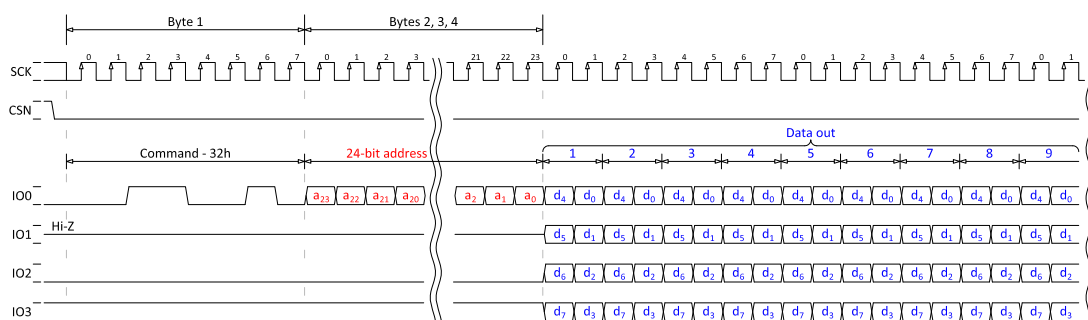 Byte 1 Bytes 2, 3, 4
SCK 0 1 2 3 4 5 6 7 0 1 2 3 21 22 23 0 1 2 3 4 5 6 7 0 1 2 3 4 5 6 7 0 1
CSN
Data out
Command - 32h 24-bit address 1 2 3 4 5 6 7 8 9
IO0 a23 a22 a21 a20 a2 a1 a0 d4 d0 d4 d0 d4 d0 d4 d0 d4 d0 d4 d0 d4 d0 d4 d0 d4 d0
Hi-Z
IO1 d5 d1 d5 d1 d5 d1 d5 d1 d5 d1 d5 d1 d5 d1 d5 d1 d5 d1
IO2 d6 d2 d6 d2 d6 d2 d6 d2 d6 d2 d6 d2 d6 d2 d6 d2 d6 d2
IO3 d7 d3 d7 d3 d7 d3 d7 d3 d7 d3 d7 d3 d7 d3 d7 d3 d7 d3